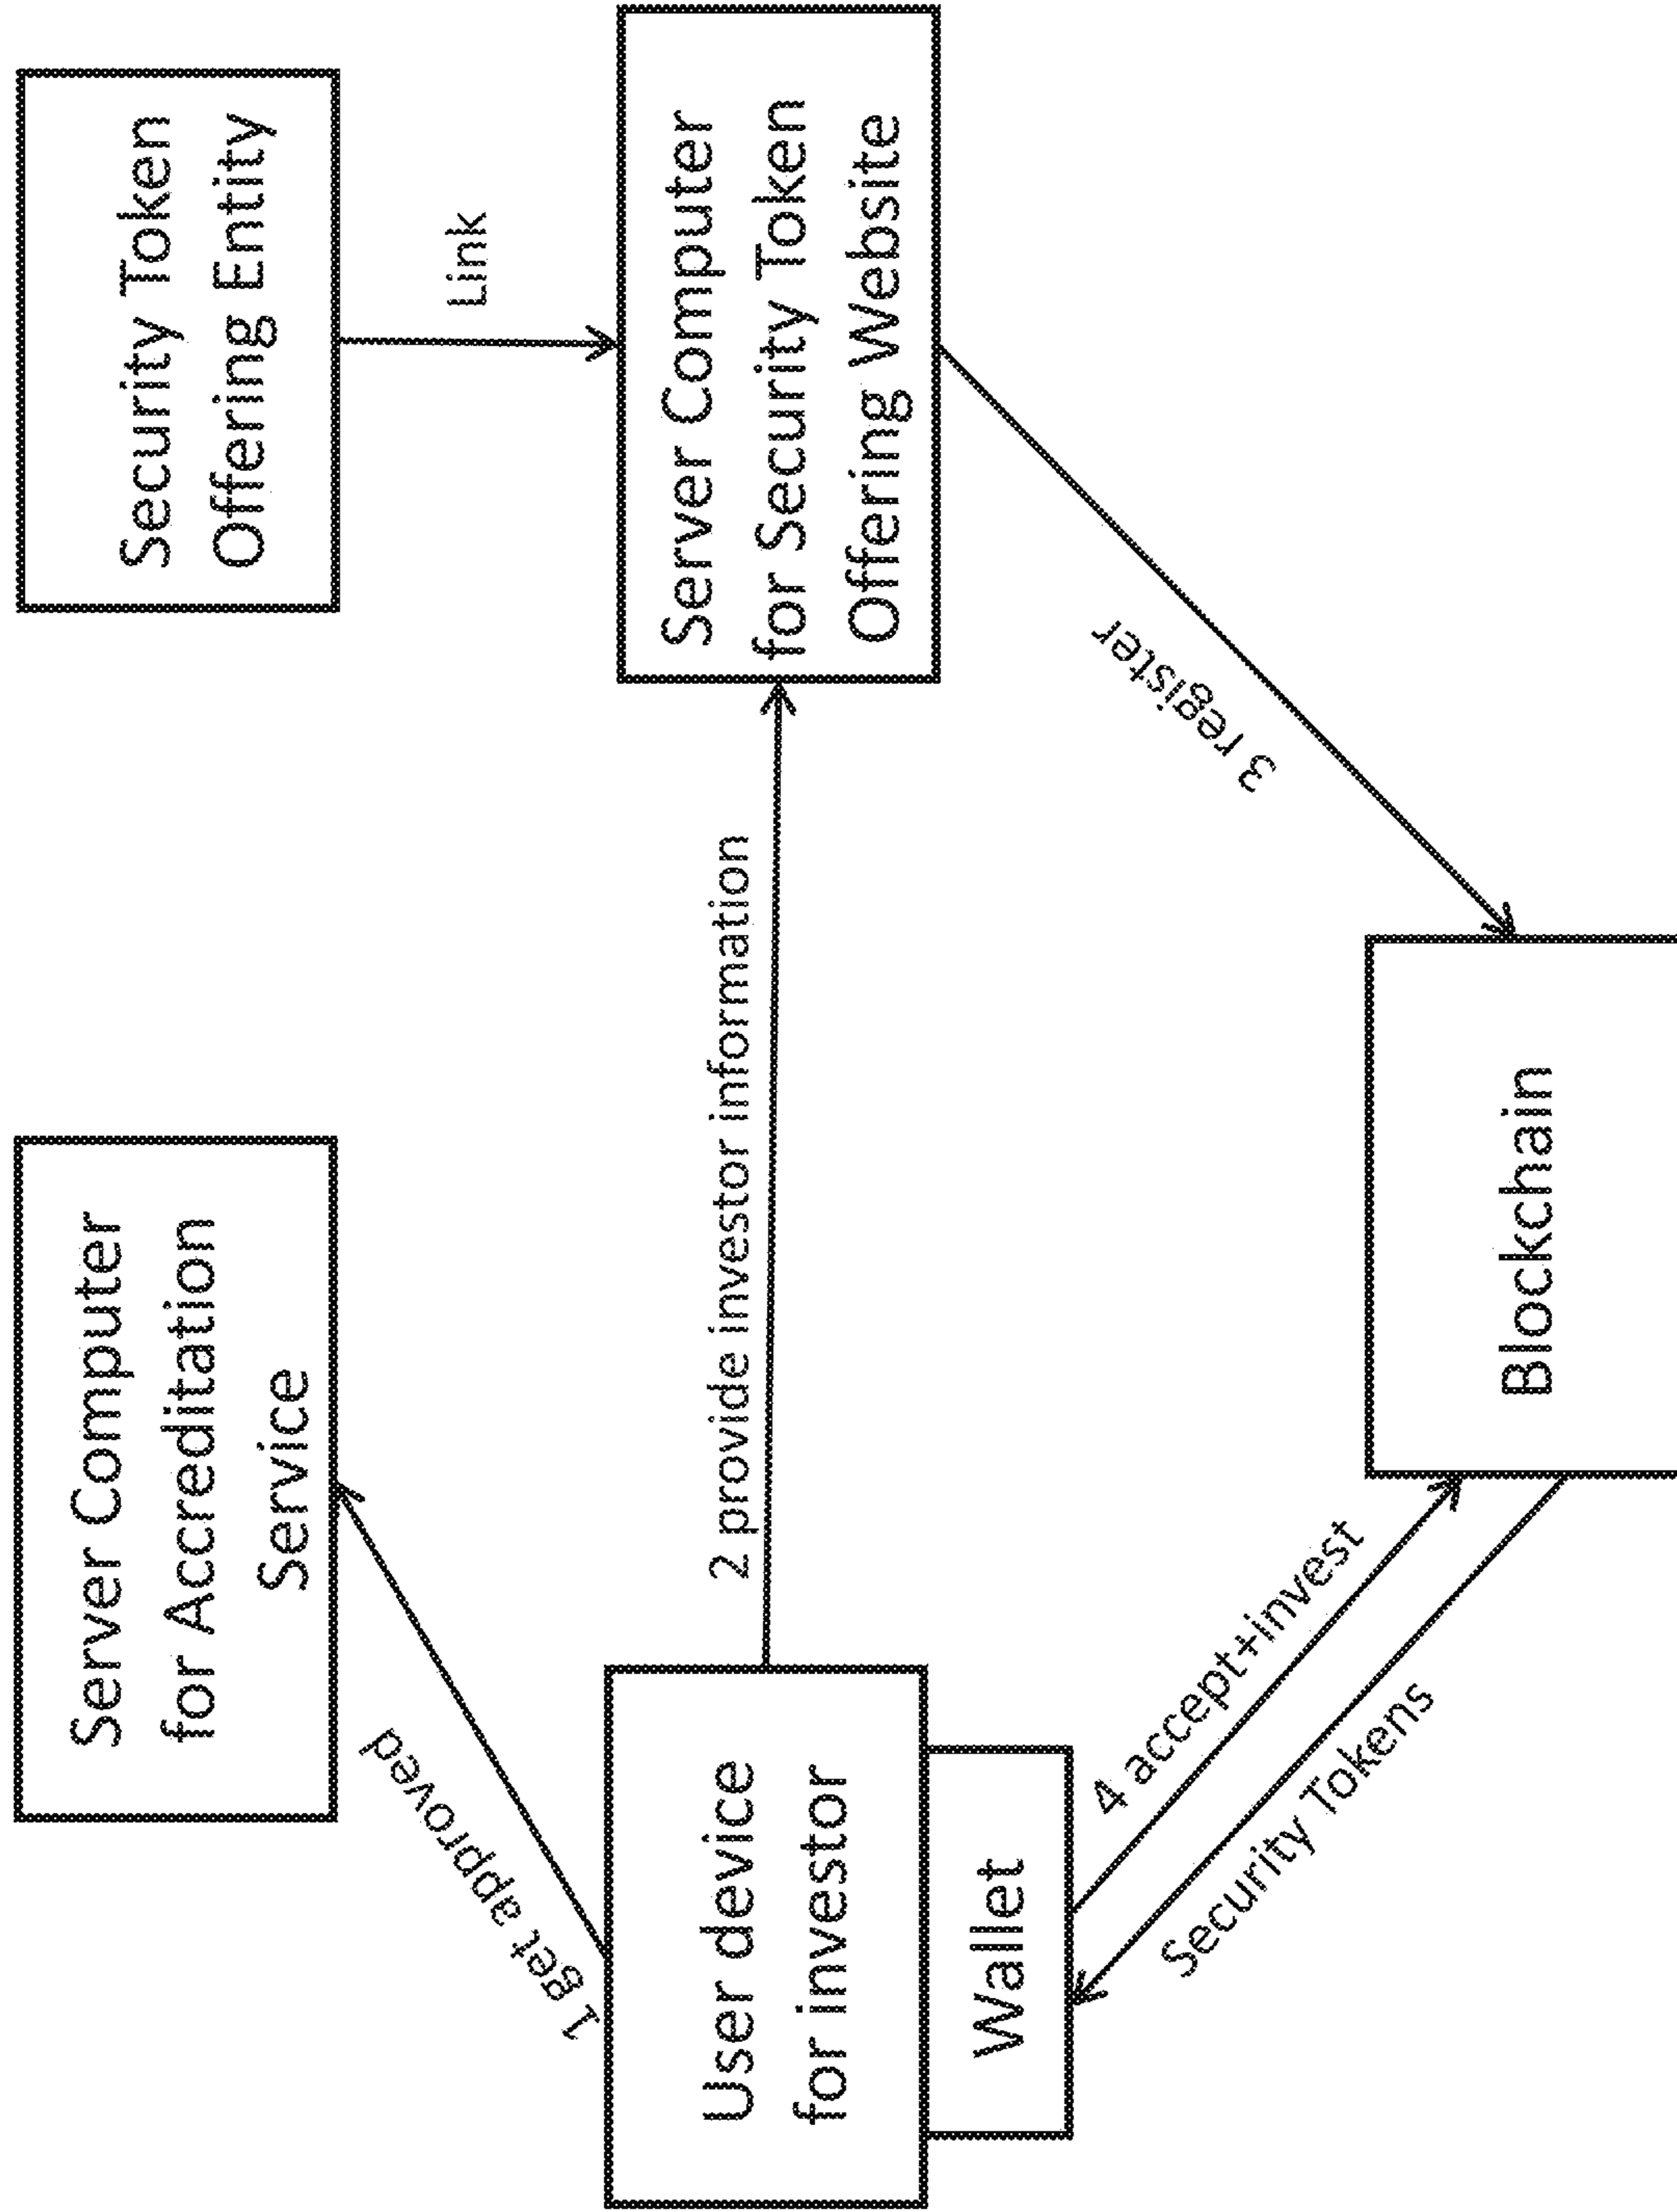 Server Computer
for Accreditation
Service
Security Token
Offering Entity
1 get approved
Link
User device
for investor
2 provide investor information
Server Computer
for Security Token
Offering Website
Wallet
4 accept+invest
Security Tokens
3 register
Blockchain